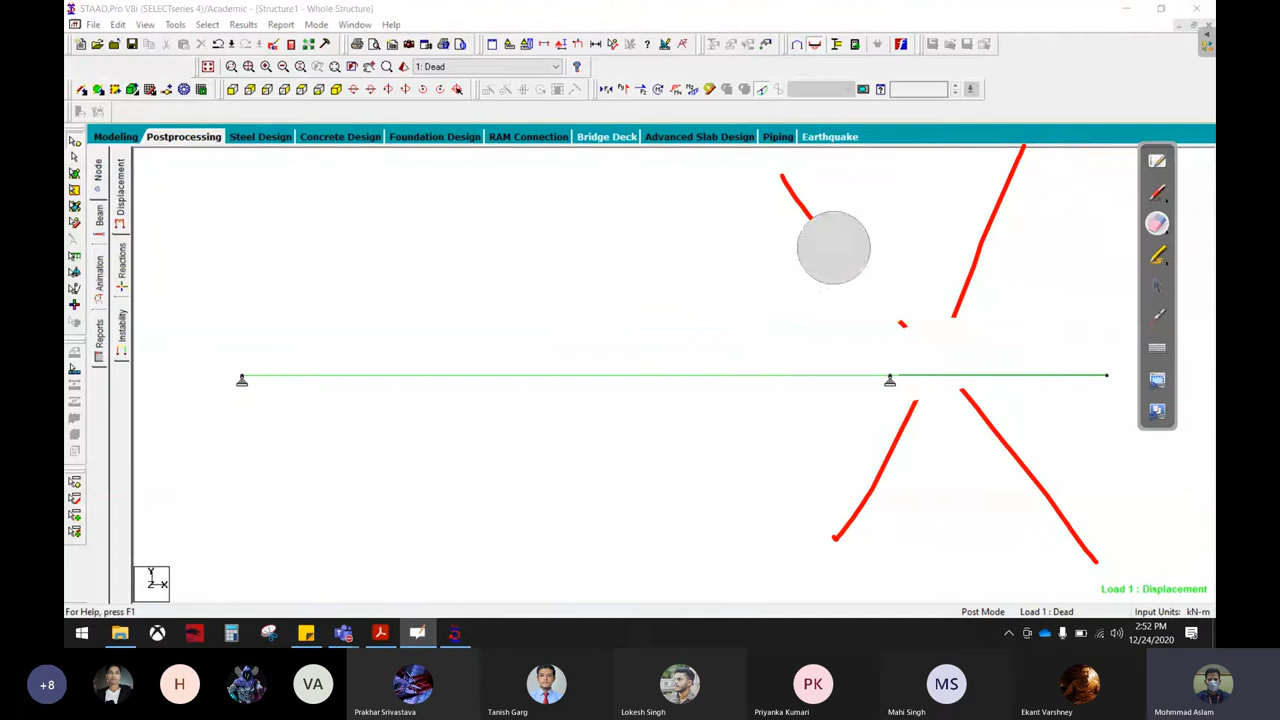 STAAD.Pro V8i (SELECTseries 4)/Academic - [Structure1 - Whole Structure]
File Edit View Tools Select Results Report Mode Window Help
1: Dead
Modeling Postprocessing Steel Design Concrete Design Foundation Design RAM Connection Bridge Deck Advanced Slab Design Piping Earthquake
Node
Beam
Animation
Reports
Displacement
Reactions
Instability
Y
Z X
Load 1 : Displacement
For Help, press F1
Post Mode Load 1 : Dead Input Units: kN-m
2:52 PM
12/24/2020
+8 H VA PK MS
Prakhar Srivastava Tanish Garg Lokesh Singh Priyanka Kumari Mahi Singh Ekant Varshney Mohmmad Aslam